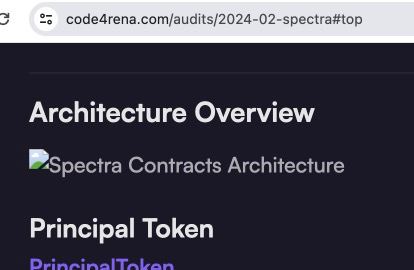 code4rena.com/audits/2024-02-spectra#top
Architecture Overview
Spectra Contracts Architecture
Principal Token
PrincipalToken